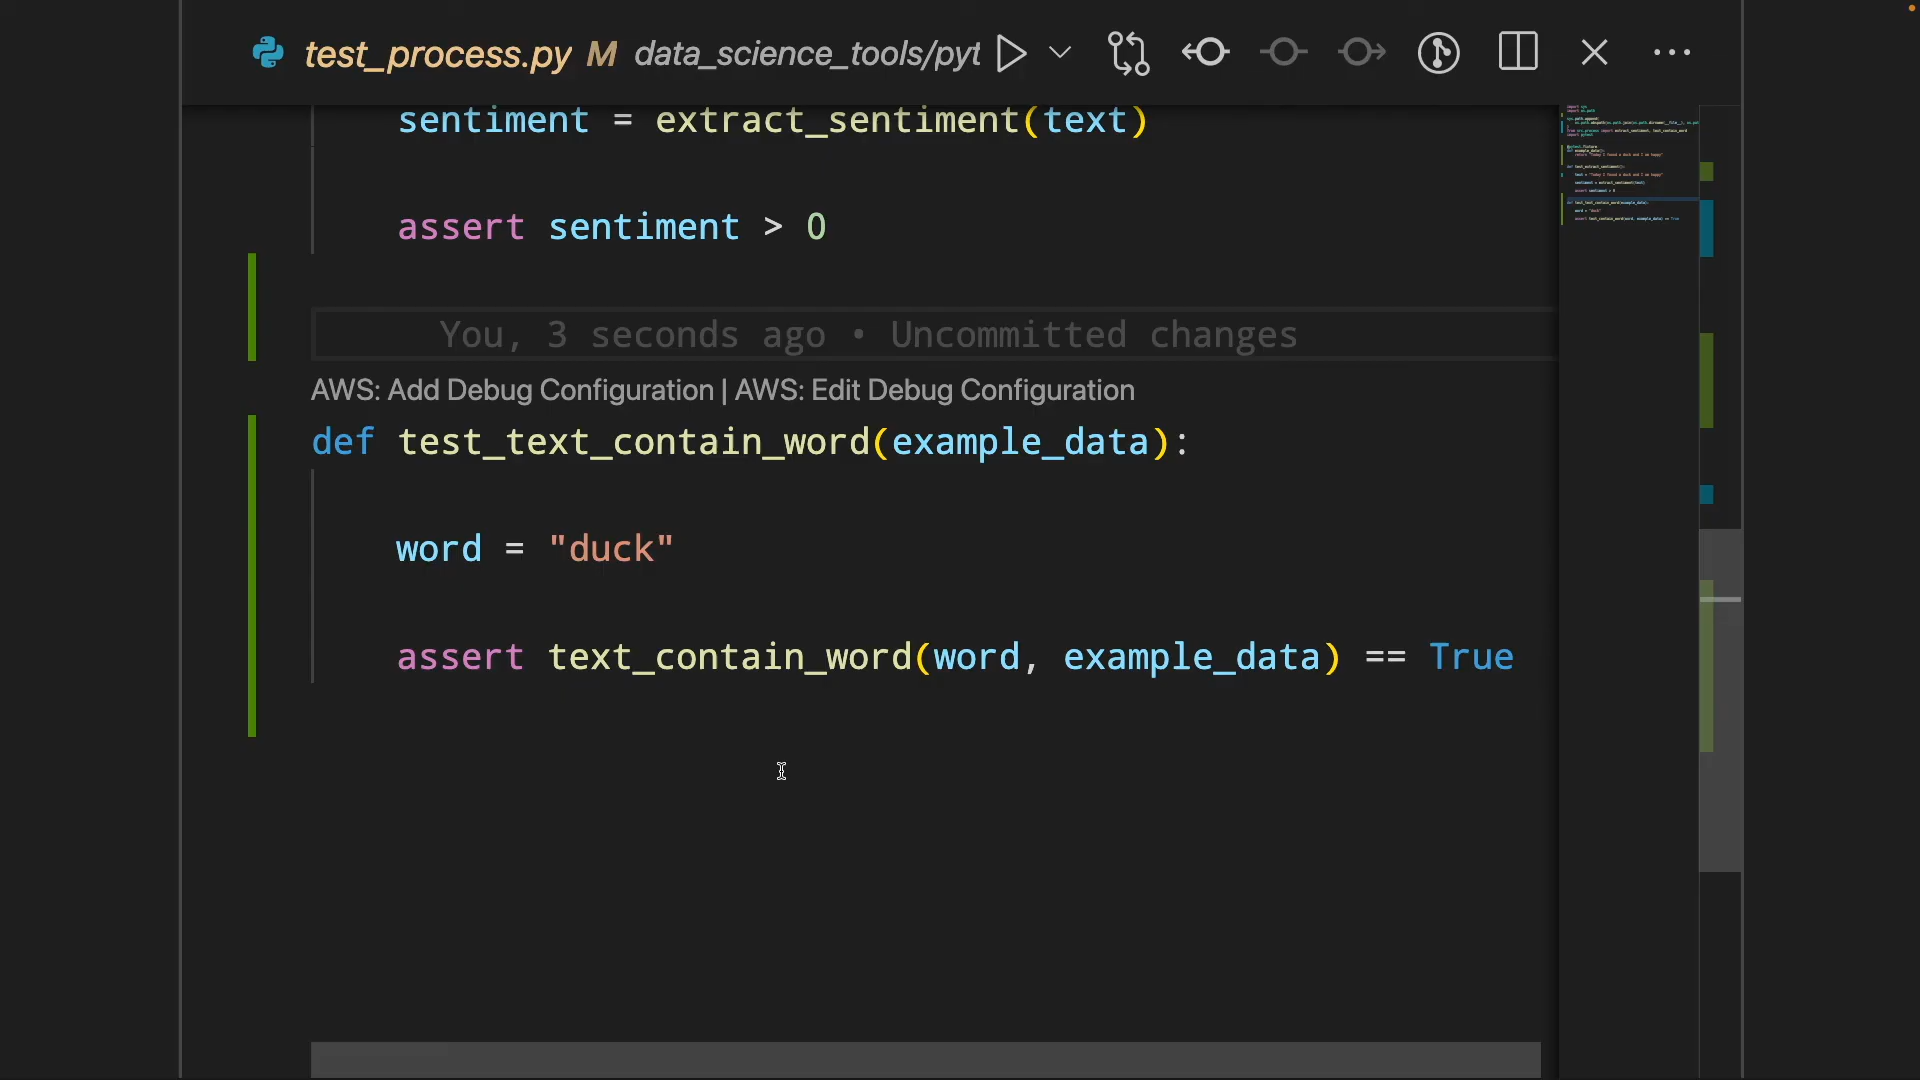 test_process.py M data_science_tools/pyt
sentiment = extract_sentiment(text)
assert sentiment > 0
You, 3 seconds ago • Uncommitted changes
AWS: Add Debug Configuration | AWS: Edit Debug Configuration
def test_text_contain_word(example_data):
word = "duck"
assert text_contain_word(word, example_data) == True